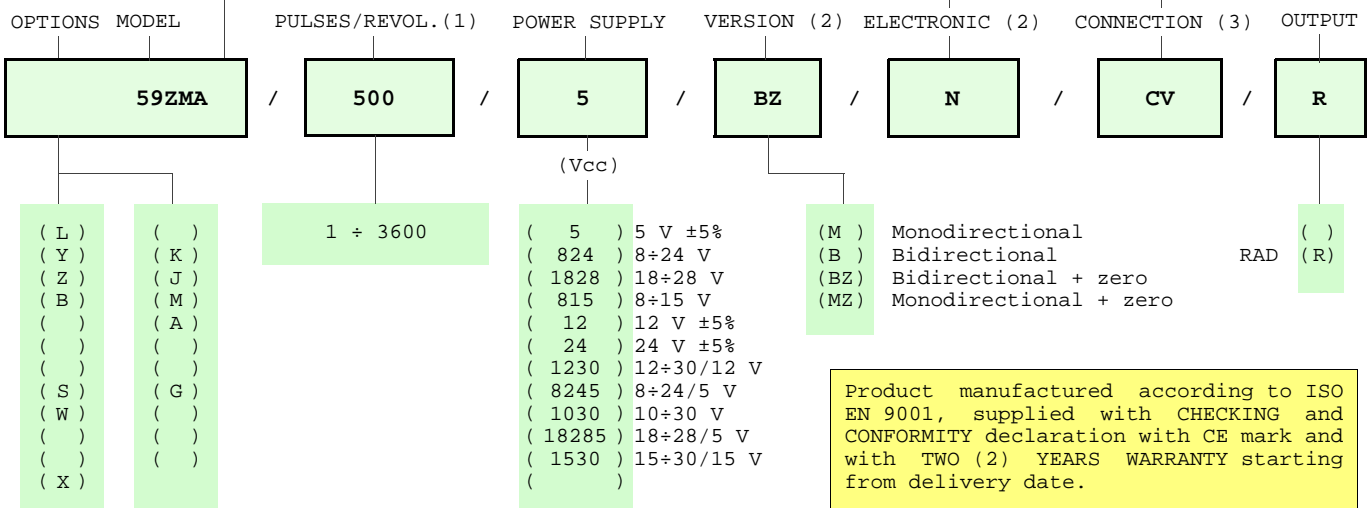 OPTIONS MODEL PULSES/REVOL.(1) POWER SUPPLY VERSION (2) ELECTRONIC (2) CONNECTION (3) OUTPUT
59ZMA / 500 / 5 / BZ / N / CV / R
(Vcc)
( L ) ( ) 1 ÷ 3600 ( 5 ) 5 V ±5% (M ) Monodirectional ( )
( Y ) ( K ) ( 824 ) 8÷24 V (B ) Bidirectional RAD (R)
( Z ) ( J ) ( 1828 ) 18÷28 V (BZ) Bidirectional + zero
( B ) ( M ) ( 815 ) 8÷15 V (MZ) Monodirectional + zero
( ) ( A ) ( 12 ) 12 V ±5%
( ) ( ) ( 24 ) 24 V ±5%
( ) ( ) ( 1230 ) 12÷30/12 V
( S ) ( G ) ( 8245 ) 8÷24/5 V
( W ) ( ) ( 1030 ) 10÷30 V
( ) ( ) ( 18285 ) 18÷28/5 V
( ) ( ) ( 1530 ) 15÷30/15 V
( X ) ( )
Product manufactured according to ISO
EN 9001, supplied with CHECKING and
CONFORMITY declaration with CE mark and
with TWO (2) YEARS WARRANTY starting
from delivery date.